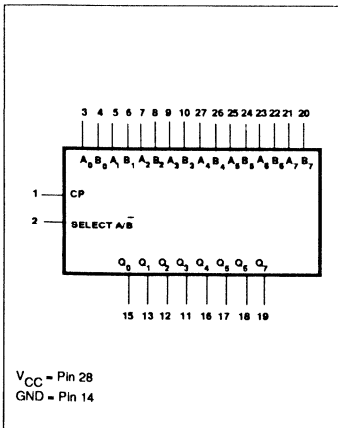 3 4 5 6 7 8 9 10 27 26 25 24 23 22 21 20
A0 B0 A1 B1 A2 B2 A3 B3 A4 B4 A5 B5 A6 B6 A7 B7
1 CP
2 SELECT A/B̅
Q0 Q1 Q2 Q3 Q4 Q5 Q6 Q7
15 13 12 11 16 17 18 19
VCC = Pin 28
GND = Pin 14